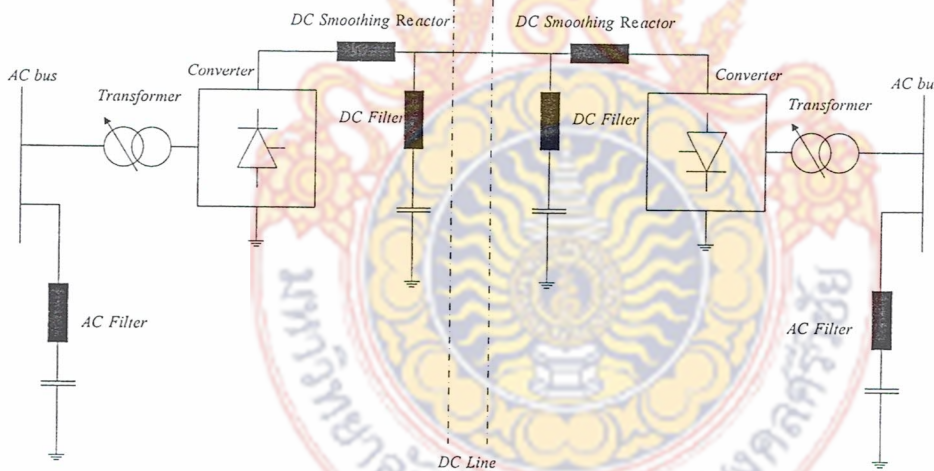 DC Smoothing Reactor
DC Smoothing Reactor
AC bus
Converter
Converter
AC bu
Transformer
Transformer
DC Filter
DC Filter
AC Filter
AC Filter
DC Line